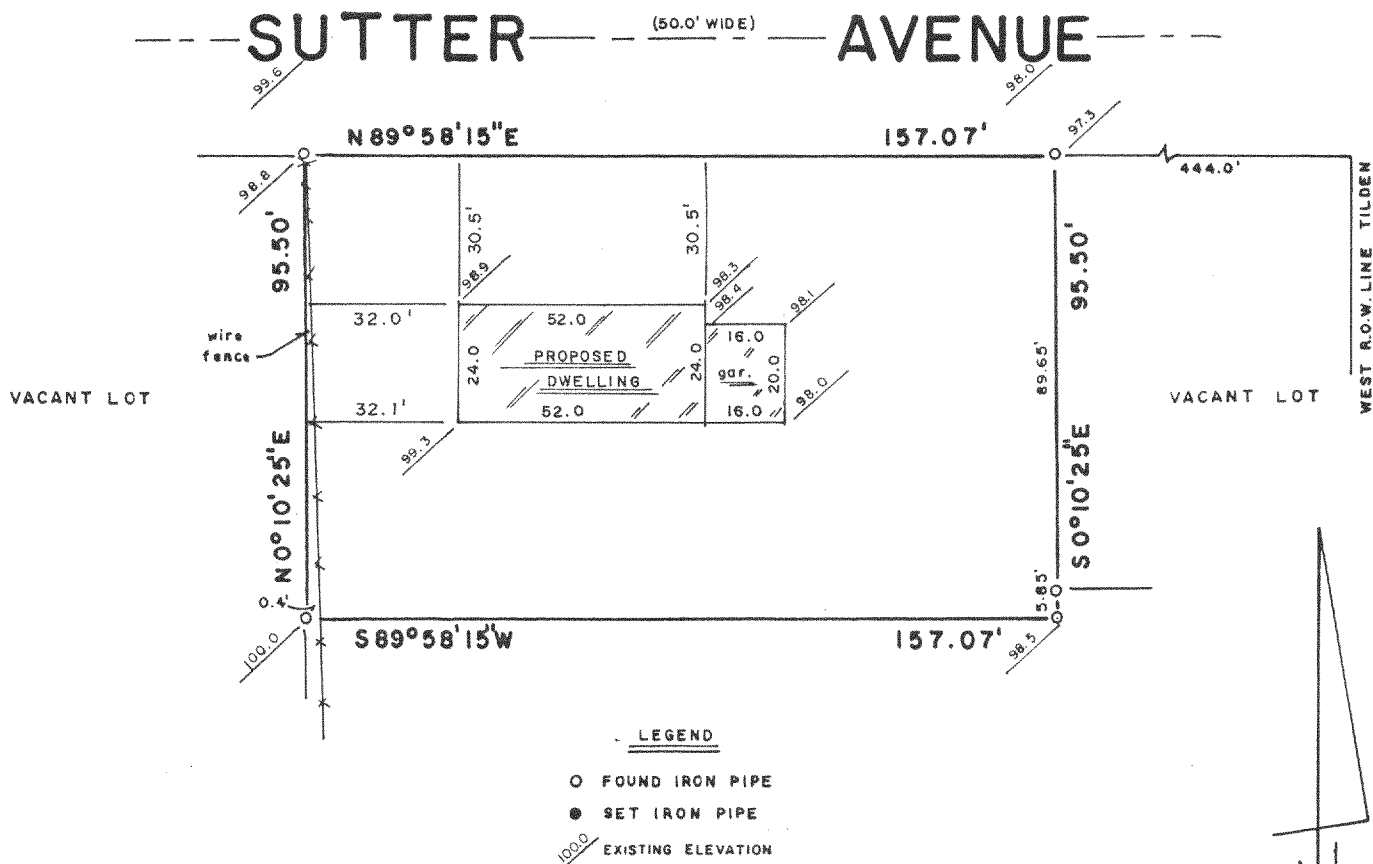 SUTTER (50.0' WIDE) AVENUE
99.6
98.0
N89°58'15"E
157.07'
97.3
98.8
444.0'
WEST R.O.W. LINE TILDEN
95.50'
30.5'
30.5'
95.50'
98.9
98.3
98.4
98.1
32.0'
52.0
16.0
wire
fence
24.0
PROPOSED
DWELLING
24.0
gar.
20.0
89.65'
VACANT LOT
32.1'
52.0
16.0
98.0
VACANT LOT
99.3
N0°10'25"E
S0°10'25"E
0.4'
5.85'
100.0
S89°58'15"W
157.07'
98.5
LEGEND
FOUND IRON PIPE
SET IRON PIPE
100.0 EXISTING ELEVATION